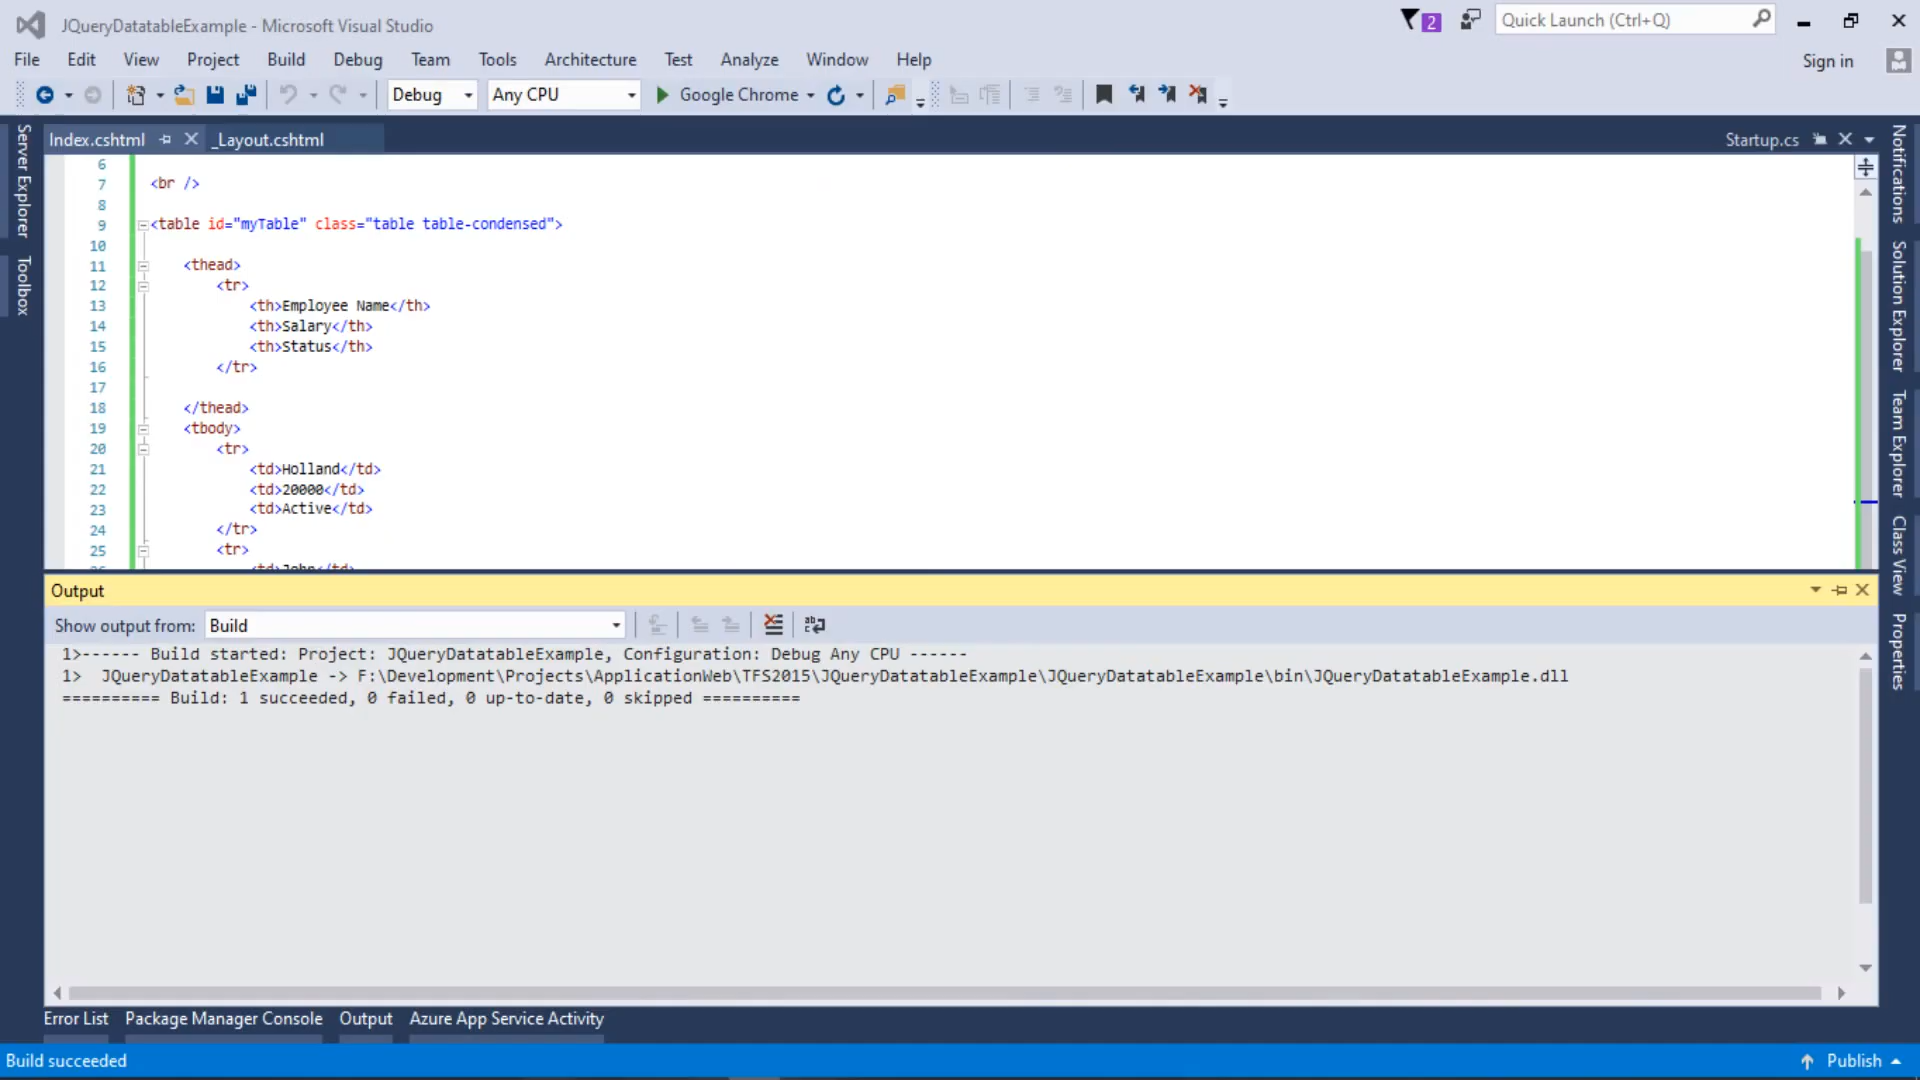 JQueryDatatableExample - Microsoft Visual Studio
2
Quick Launch (Ctrl+Q)
File Edit View Project Build Debug Team Tools Architecture Test Analyze Window Help
Sign in
Debug Any CPU Google Chrome
Index.cshtml _Layout.cshtml Startup.cs
Server Explorer
Toolbox
Notifications
Solution Explorer
Team Explorer
Class View
Properties
6
7 <br />
8
9 <table id="myTable" class="table table-condensed">
10
11 <thead>
12 <tr>
13 <th>Employee Name</th>
14 <th>Salary</th>
15 <th>Status</th>
16 </tr>
17
18 </thead>
19 <tbody>
20 <tr>
21 <td>Holland</td>
22 <td>20000</td>
23 <td>Active</td>
24 </tr>
25 <tr>
26 <td>John</td>
Output
Show output from: Build
1>------ Build started: Project: JQueryDatatableExample, Configuration: Debug Any CPU ------
1>  JQueryDatatableExample -> F:\Development\Projects\ApplicationWeb\TFS2015\JQueryDatatableExample\JQueryDatatableExample\bin\JQueryDatatableExample.dll
========== Build: 1 succeeded, 0 failed, 0 up-to-date, 0 skipped ==========
Error List Package Manager Console Output Azure App Service Activity
Build succeeded
Publish